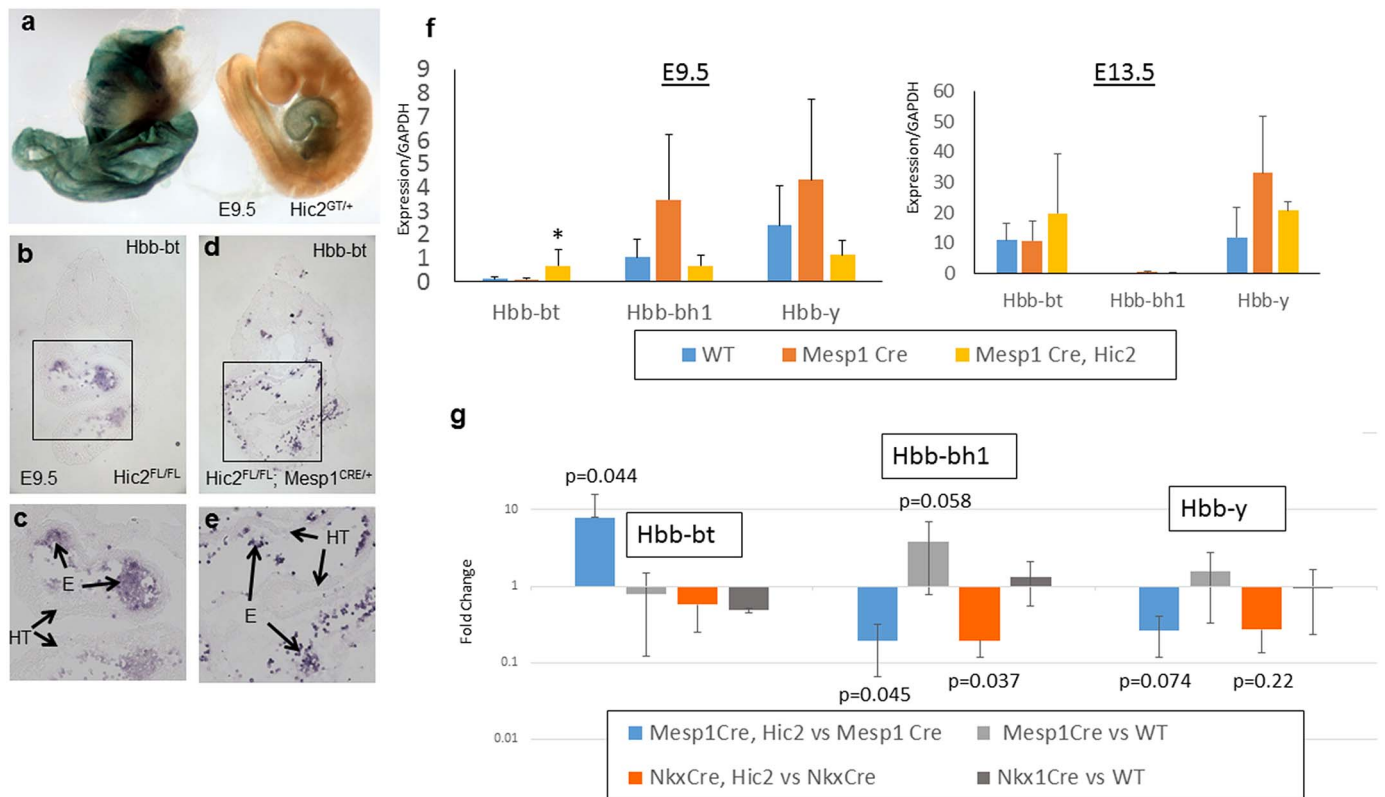 a
E9.5 Hic2GT/+
b
Hbb-bt
E9.5 Hic2FL/FL
d
Hbb-bt
Hic2FL/FL; Mesp1CRE/+
c
E
HT
e
HT
E
f
E9.5
Expression/GAPDH
9
8
7
6
5
4
3
2
1
0
*
Hbb-bt Hbb-bh1 Hbb-y
E13.5
Expression/GAPDH
60
50
40
30
20
10
0
Hbb-bt Hbb-bh1 Hbb-y
WT Mesp1 Cre Mesp1 Cre, Hic2
g
Fold Change
10
1
0.1
0.01
p=0.044
Hbb-bt
Hbb-bh1
p=0.058
p=0.045
p=0.037
Hbb-y
p=0.074
p=0.22
Mesp1Cre, Hic2 vs Mesp1 Cre Mesp1Cre vs WT
NkxCre, Hic2 vs NkxCre Nkx1Cre vs WT